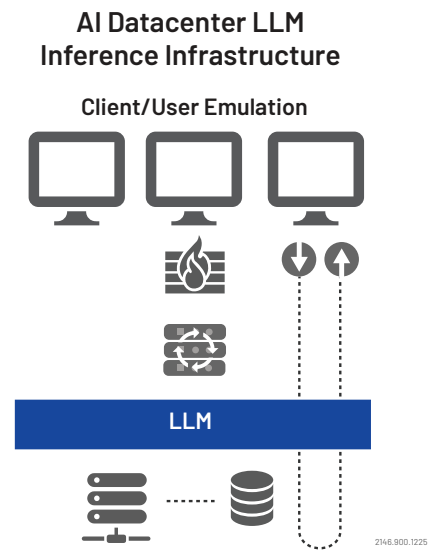 AI Datacenter LLM
Inference Infrastructure
Client/User Emulation
LLM
2146.900.1225